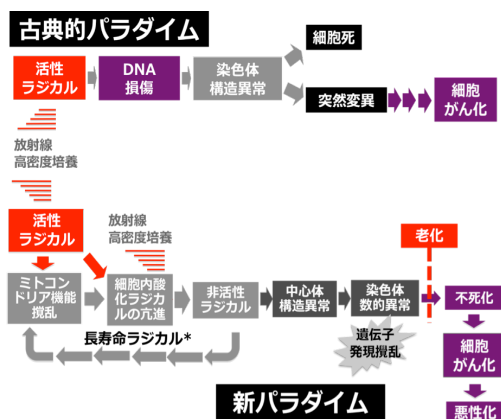 古典的パラダイム
細胞死
活性
ラジカル
DNA
損傷
染色体
構造異常
突然変異
細胞
がん化
放射線
高密度培養
活性
ラジカル
放射線
高密度培養
老化
ミトコン
ドリア機能
撹乱
細胞内酸
化ラジカ
ルの亢進
非活性
ラジカル
中心体
構造異常
染色体
数的異常
不死化
長寿命ラジカル*
遺伝子
発現撹乱
細胞
がん化
新パラダイム
悪性化